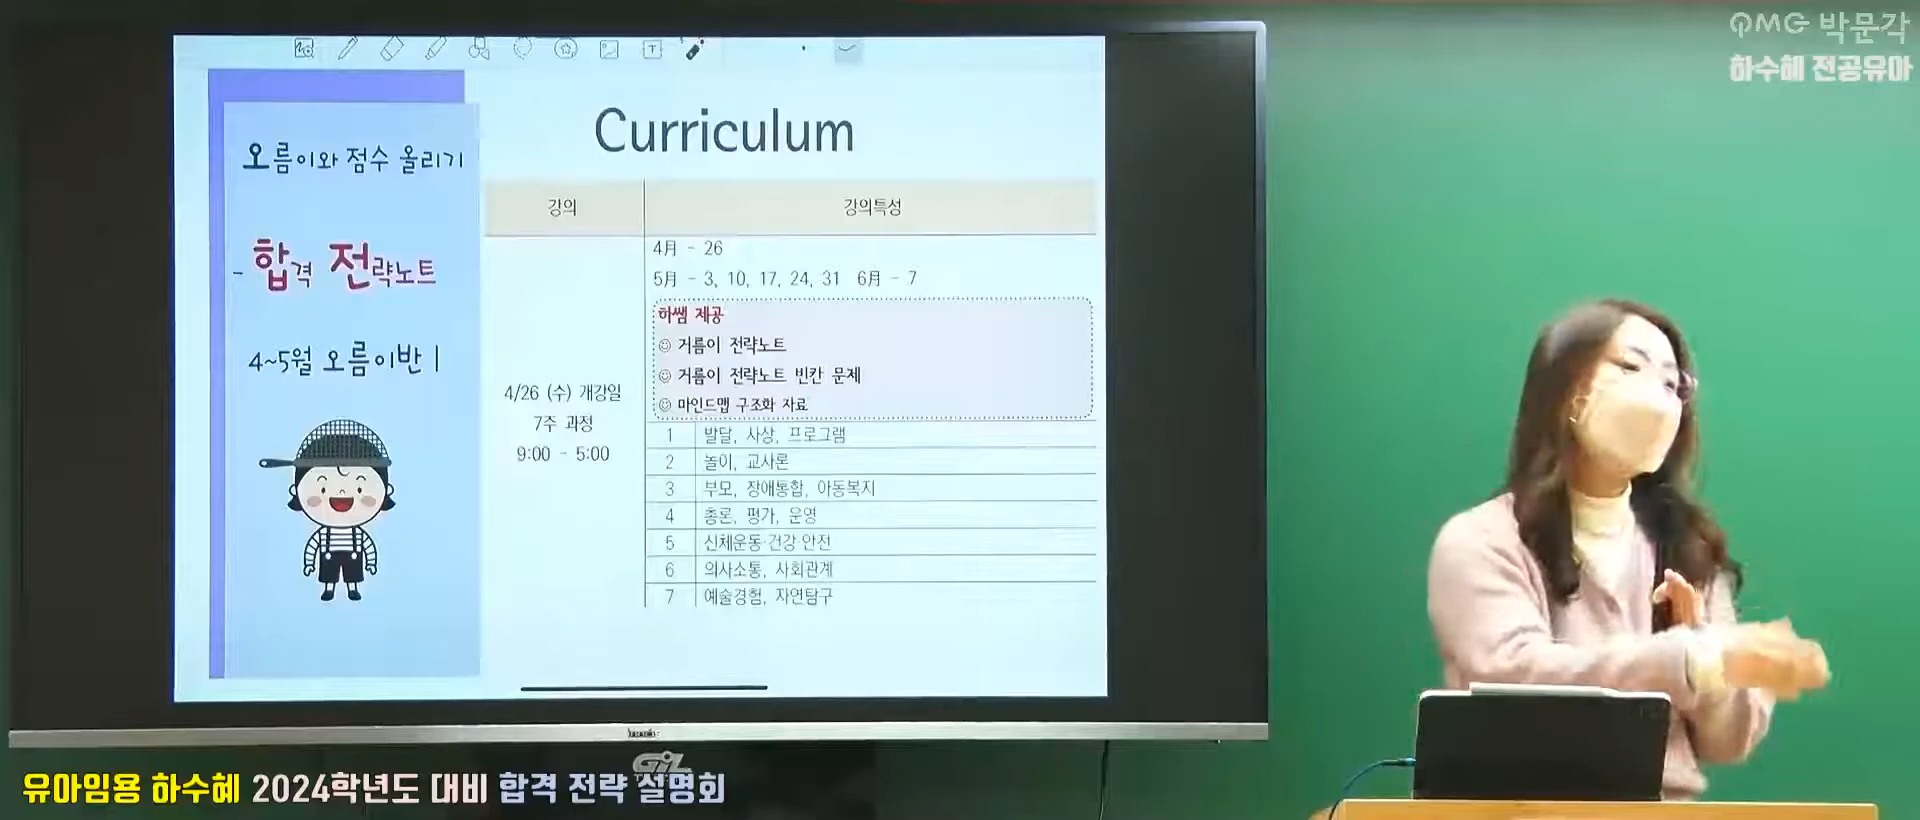 PMG 박문각
하수혜 전공유아
Curriculum
오름이와 점수 올리기
- 합격 전략노트
4~5월 오름이반 |
강의
강의특성
4/26 (수) 개강일
7주 과정
9:00 - 5:00
4月 - 26
5月 - 3, 10, 17, 24, 31 6月 - 7
하쌤 제공
☺ 거름이 전략노트
☺ 거름이 전략노트 빈칸 문제
☺ 마인드맵 구조화 자료
1 발달, 사상, 프로그램
2 놀이, 교사론
3 부모, 장애통합, 아동복지
4 총론, 평가, 운영
5 신체운동·건강·안전
6 의사소통, 사회관계
7 예술경험, 자연탐구
유아임용 하수혜 2024학년도 대비 합격 전략 설명회